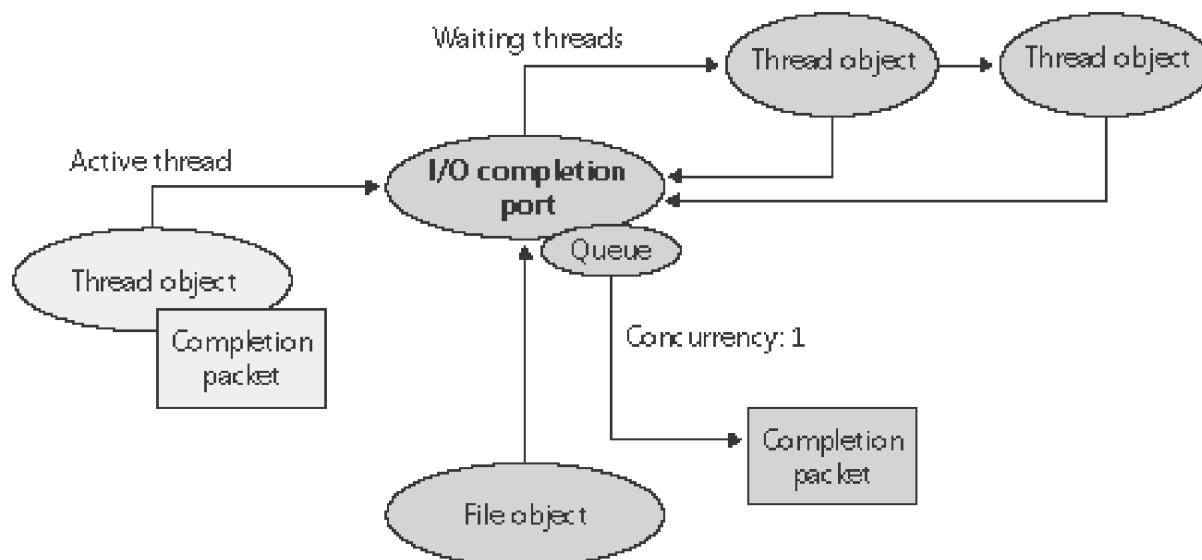 Waiting threads
Thread object
Thread object
Active thread
I/O completion
port
Queue
Thread object
Completion
packet
Concurrency: 1
Completion
packet
File object